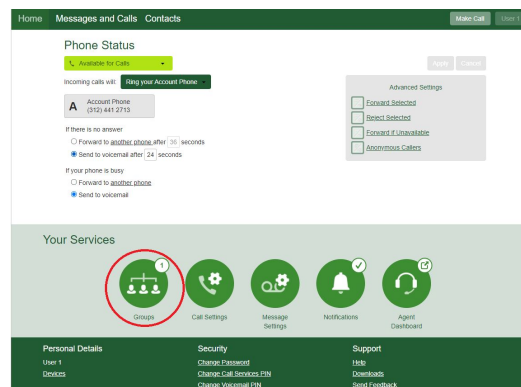 Home Messages and Calls Contacts Make Call User 1
Phone Status
Available for Calls
Apply Cancel
Incoming calls will: Ring your Account Phone
Advanced Settings
A Account Phone
(312) 441 2713
Forward Selected
Reject Selected
Forward if Unavailable
Anonymous Callers
If there is no answer
Forward to another phone after 36 seconds
Send to voicemail after 24 seconds
If your phone is busy
Forward to another phone
Send to voicemail
Your Services
1
Groups
Call Settings
Message
Settings
Notifications
Agent
Dashboard
Personal Details
User 1
Devices
Security
Change Password
Change Call Services PIN
Change Voicemail PIN
Support
Help
Downloads
Send Feedback